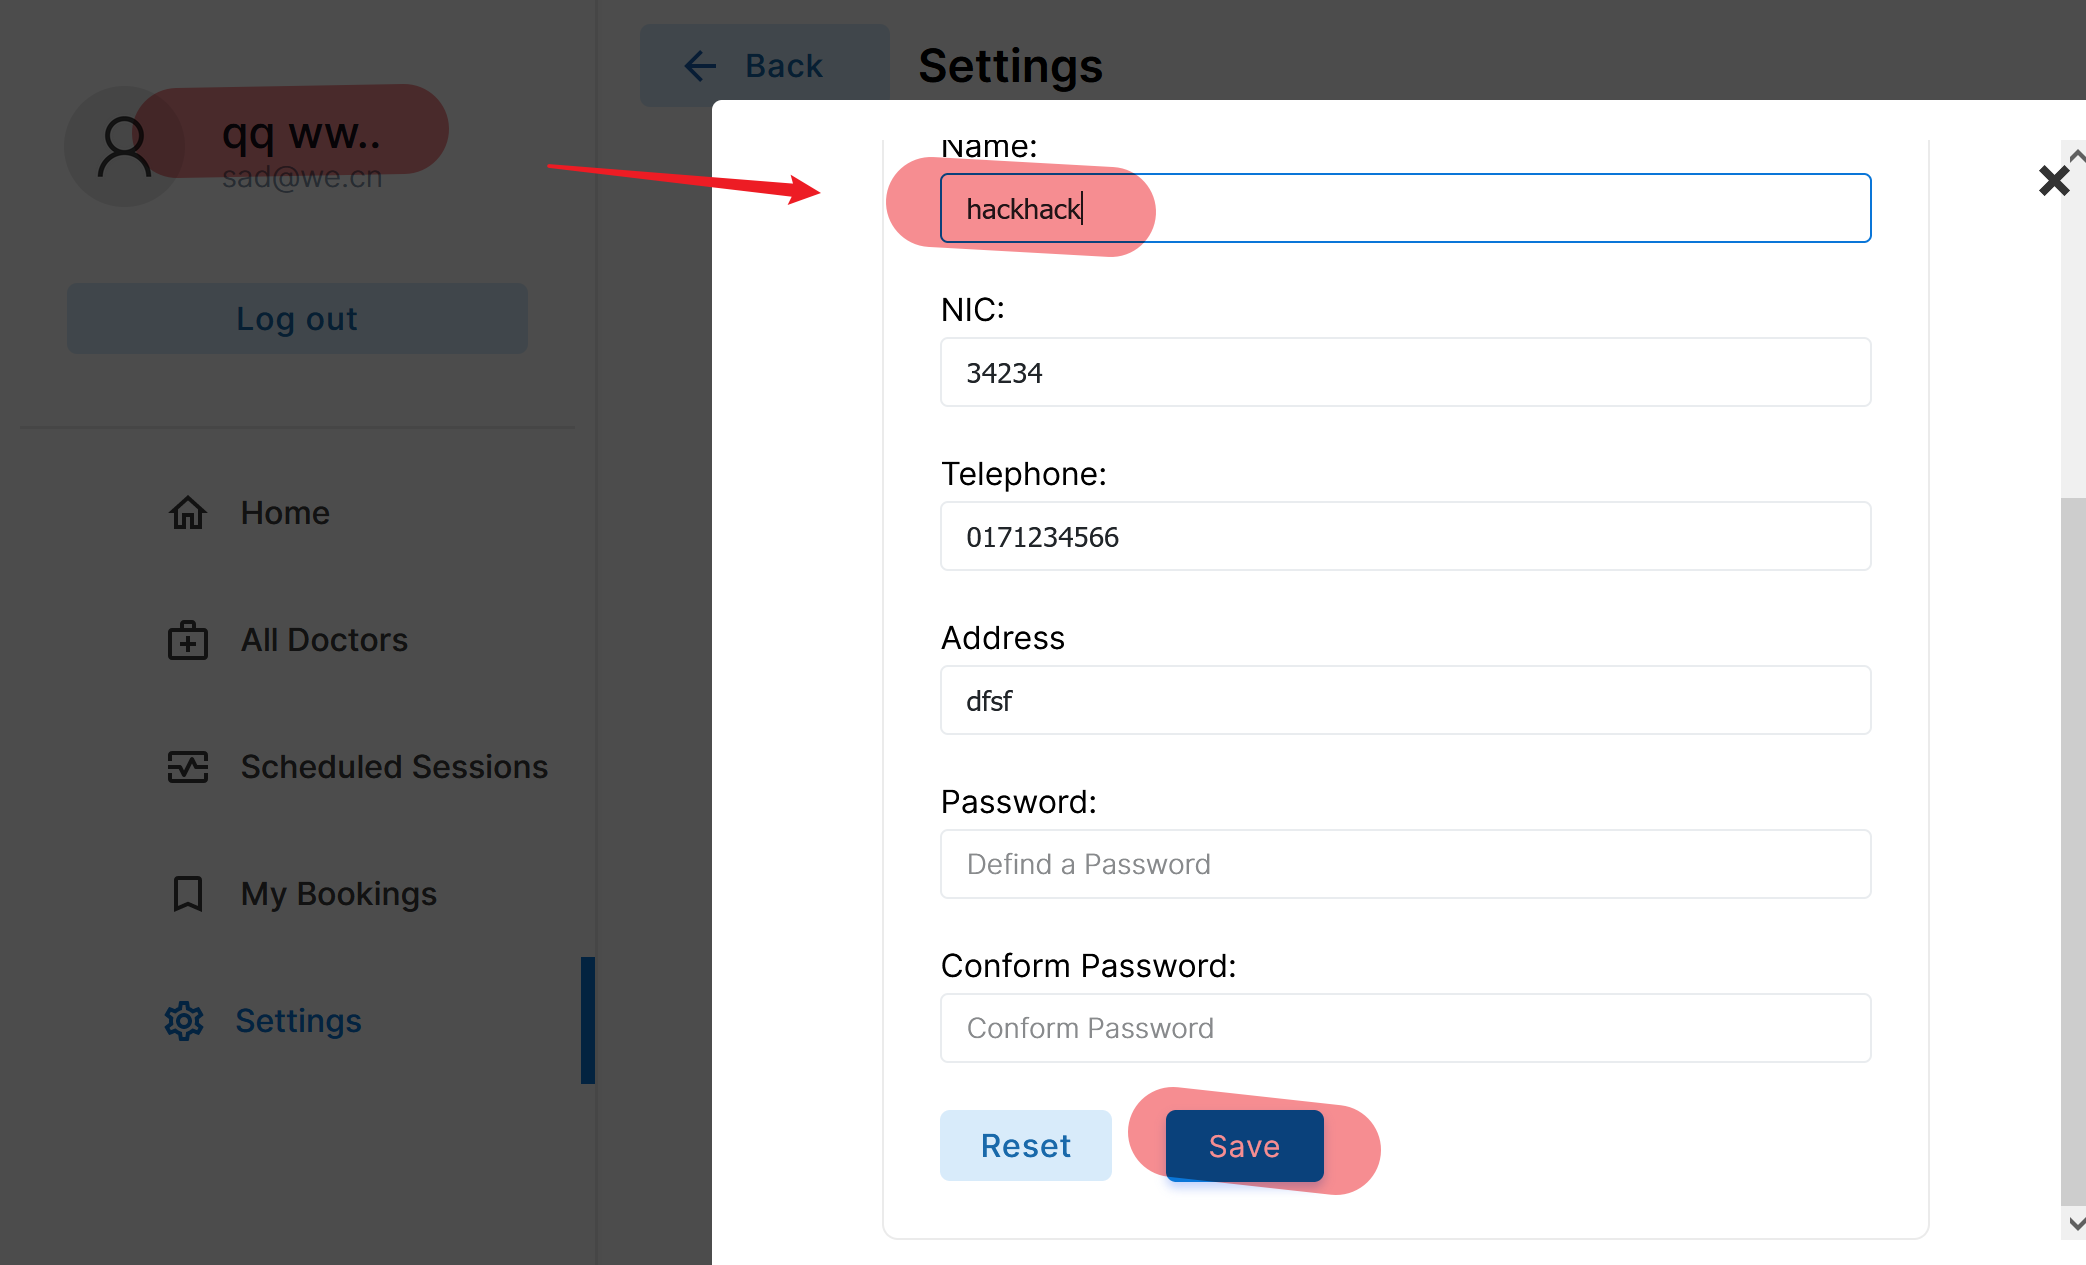 qq ww..
sad@we.cn
Log out
Home
All Doctors
Scheduled Sessions
My Bookings
Settings
Back
Settings
Name:
hackhack
NIC:
34234
Telephone:
0171234566
Address
dfsf
Password:
Defind a Password
Conform Password:
Conform Password
Reset
Save